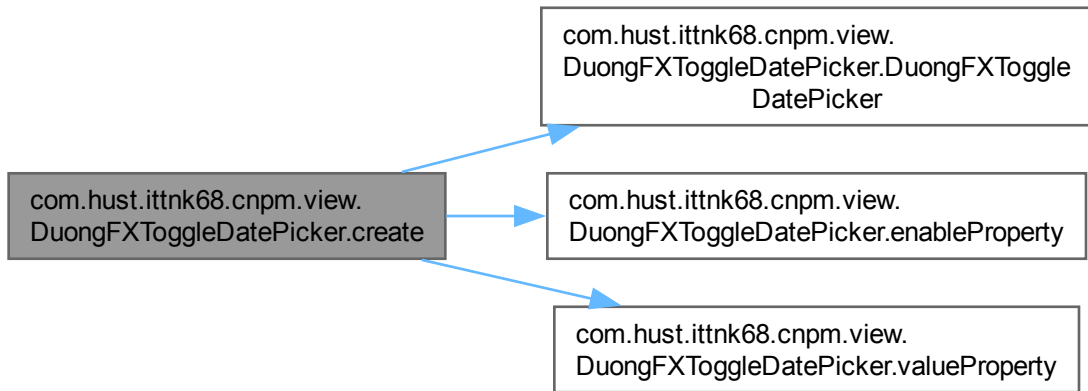 com.hust.ittnk68.cnpm.view.
DuongFXToggleDatePicker.DuongFXToggle
DatePicker
com.hust.ittnk68.cnpm.view.
DuongFXToggleDatePicker.create
com.hust.ittnk68.cnpm.view.
DuongFXToggleDatePicker.enableProperty
com.hust.ittnk68.cnpm.view.
DuongFXToggleDatePicker.valueProperty